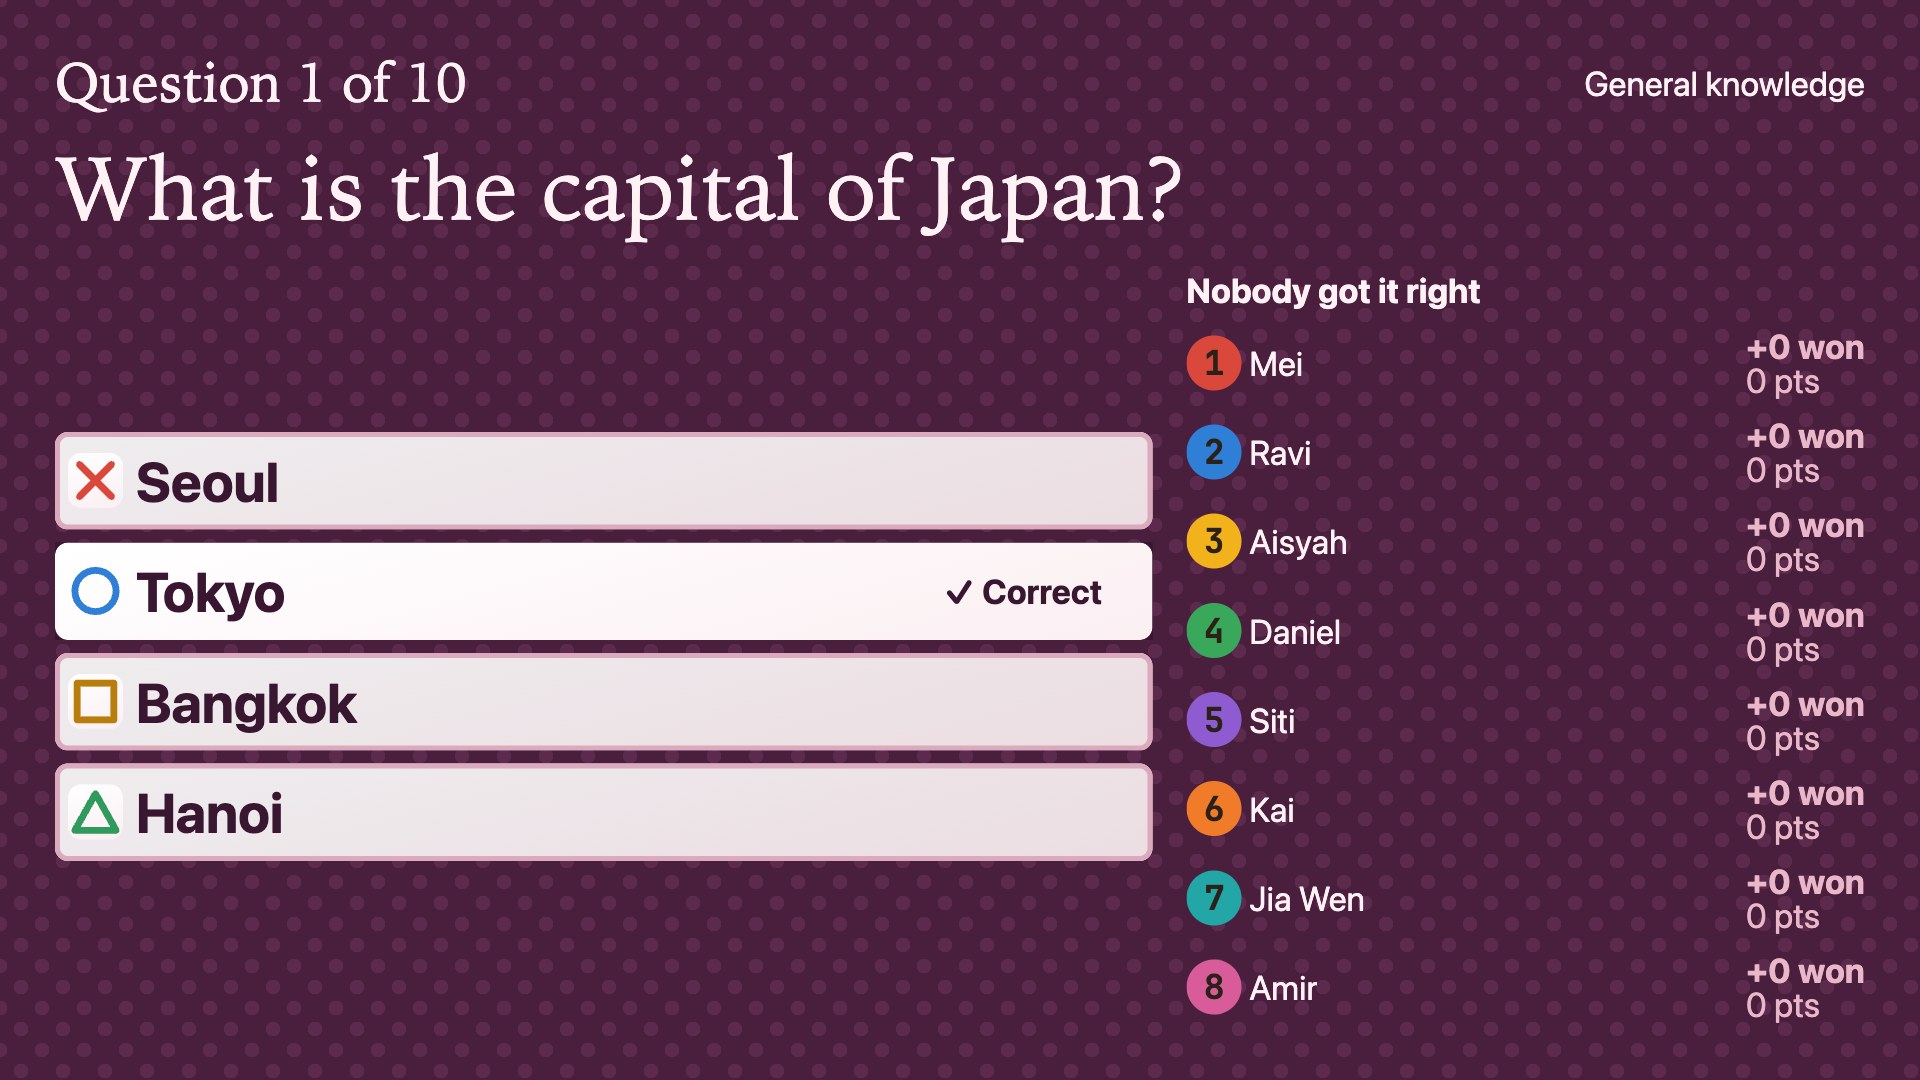 Question 1 of 10
General knowledge
What is the capital of Japan?
Seoul
Tokyo
✓ Correct
Bangkok
Hanoi
Nobody got it right
1 Mei
+0 won
0 pts
2 Ravi
+0 won
0 pts
3 Aisyah
+0 won
0 pts
4 Daniel
+0 won
0 pts
5 Siti
+0 won
0 pts
6 Kai
+0 won
0 pts
7 Jia Wen
+0 won
0 pts
8 Amir
+0 won
0 pts